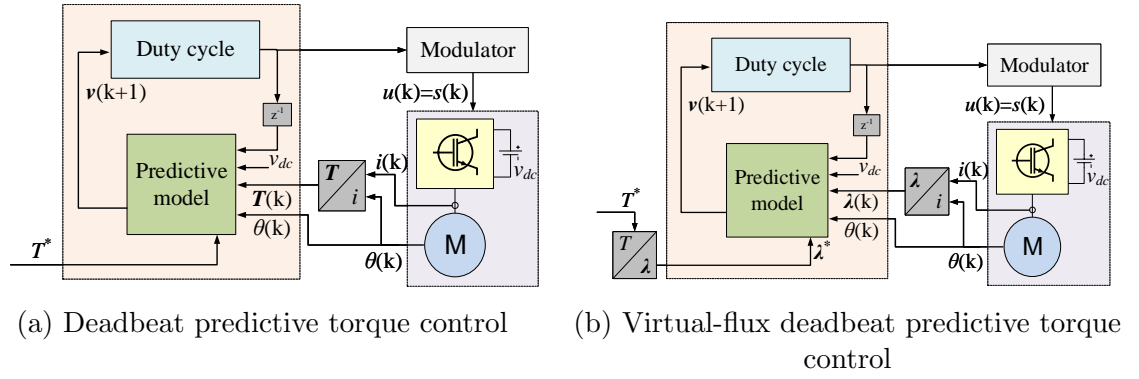 Duty cycle
Modulator
v(k+1)
u(k)=s(k)
z⁻¹
v_dc
Predictive
model
T
i
i(k)
v_dc
T(k)
θ(k)
M
T*
θ(k)
(a) Deadbeat predictive torque control
Duty cycle
Modulator
v(k+1)
u(k)=s(k)
z⁻¹
v_dc
Predictive
model
λ
i
i(k)
v_dc
λ(k)
θ(k)
M
T*
T
λ
λ*
θ(k)
(b) Virtual-flux deadbeat predictive torque
control